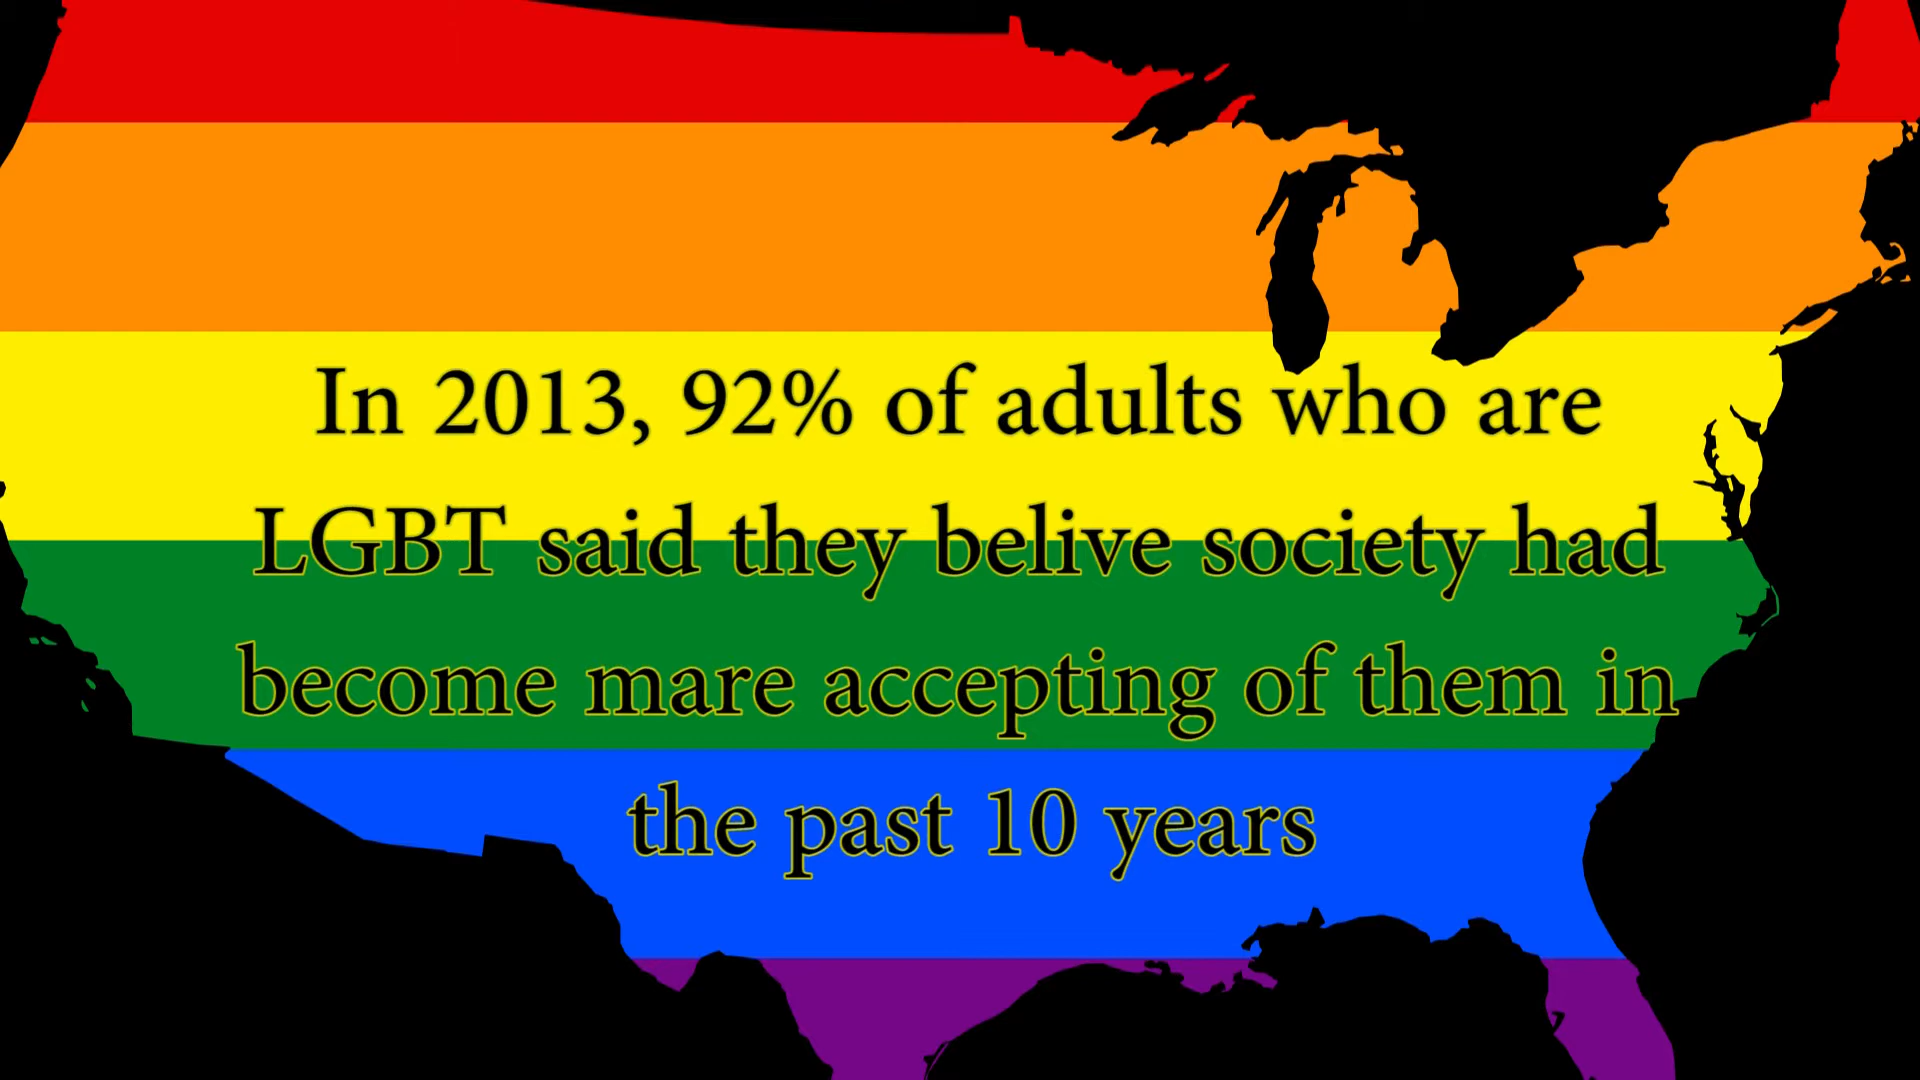 In 2013, 92% of adults who are
LGBT said they belive society had
become mare accepting of them in
the past 10 years